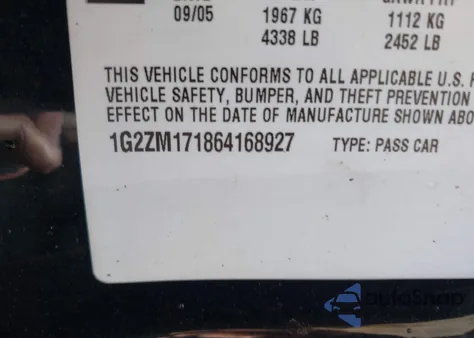 09/05 1967 KG 1112 KG
4338 LB 2452 LB
THIS VEHICLE CONFORMS TO ALL APPLICABLE U.S. F
VEHICLE SAFETY, BUMPER, AND THEFT PREVENTION
EFFECT ON THE DATE OF MANUFACTURE SHOWN ABO
1G2ZM171864168927 TYPE: PASS CAR
AutoSnap